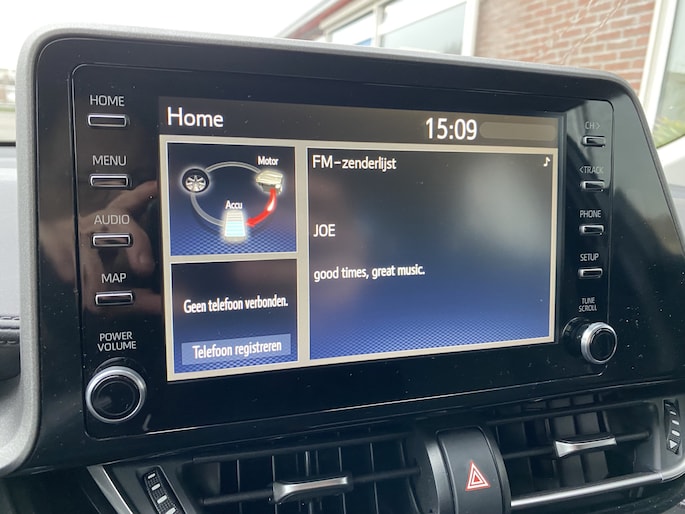 HOME
MENU
AUDIO
MAP
POWER
VOLUME
Home
15:09
Motor
Accu
Geen telefoon verbonden.
Telefoon registreren
FM-zenderlijst
JOE
good times, great music.
CH >
< TRACK
PHONE
SETUP
TUNE
SCROLL